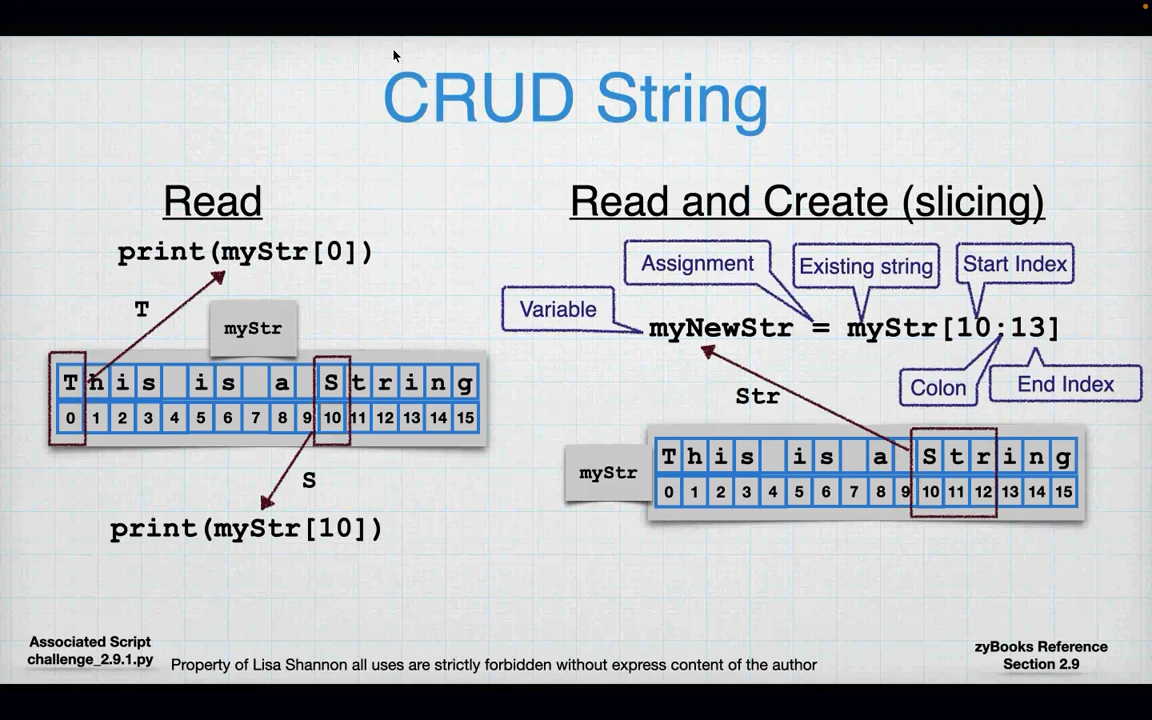 CRUD String
Read
print(myStr[0])
T
myStr
T h i s i s a S t r i n g
0 1 2 3 4 5 6 7 8 9 10 11 12 13 14 15
S
print(myStr[10])
Read and Create (slicing)
Assignment
Existing string
Start Index
Variable
myNewStr = myStr[10:13]
Colon
End Index
Str
myStr
T h i s i s a S t r i n g
0 1 2 3 4 5 6 7 8 9 10 11 12 13 14 15
Associated Script
challenge_2.9.1.py
Property of Lisa Shannon all uses are strictly forbidden without express content of the author
zyBooks Reference
Section 2.9